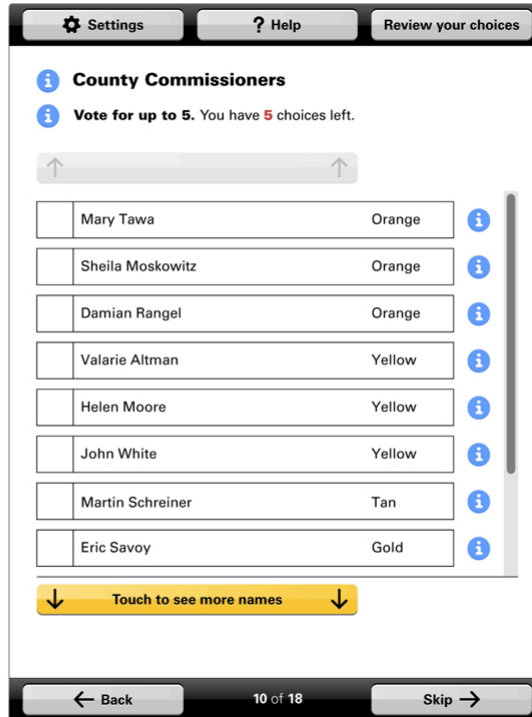 Settings ? Help Review your choices
County Commissioners
Vote for up to 5. You have 5 choices left.
Mary Tawa Orange
Sheila Moskowitz Orange
Damian Rangel Orange
Valarie Altman Yellow
Helen Moore Yellow
John White Yellow
Martin Schreiner Tan
Eric Savoy Gold
Touch to see more names
Back 10 of 18 Skip